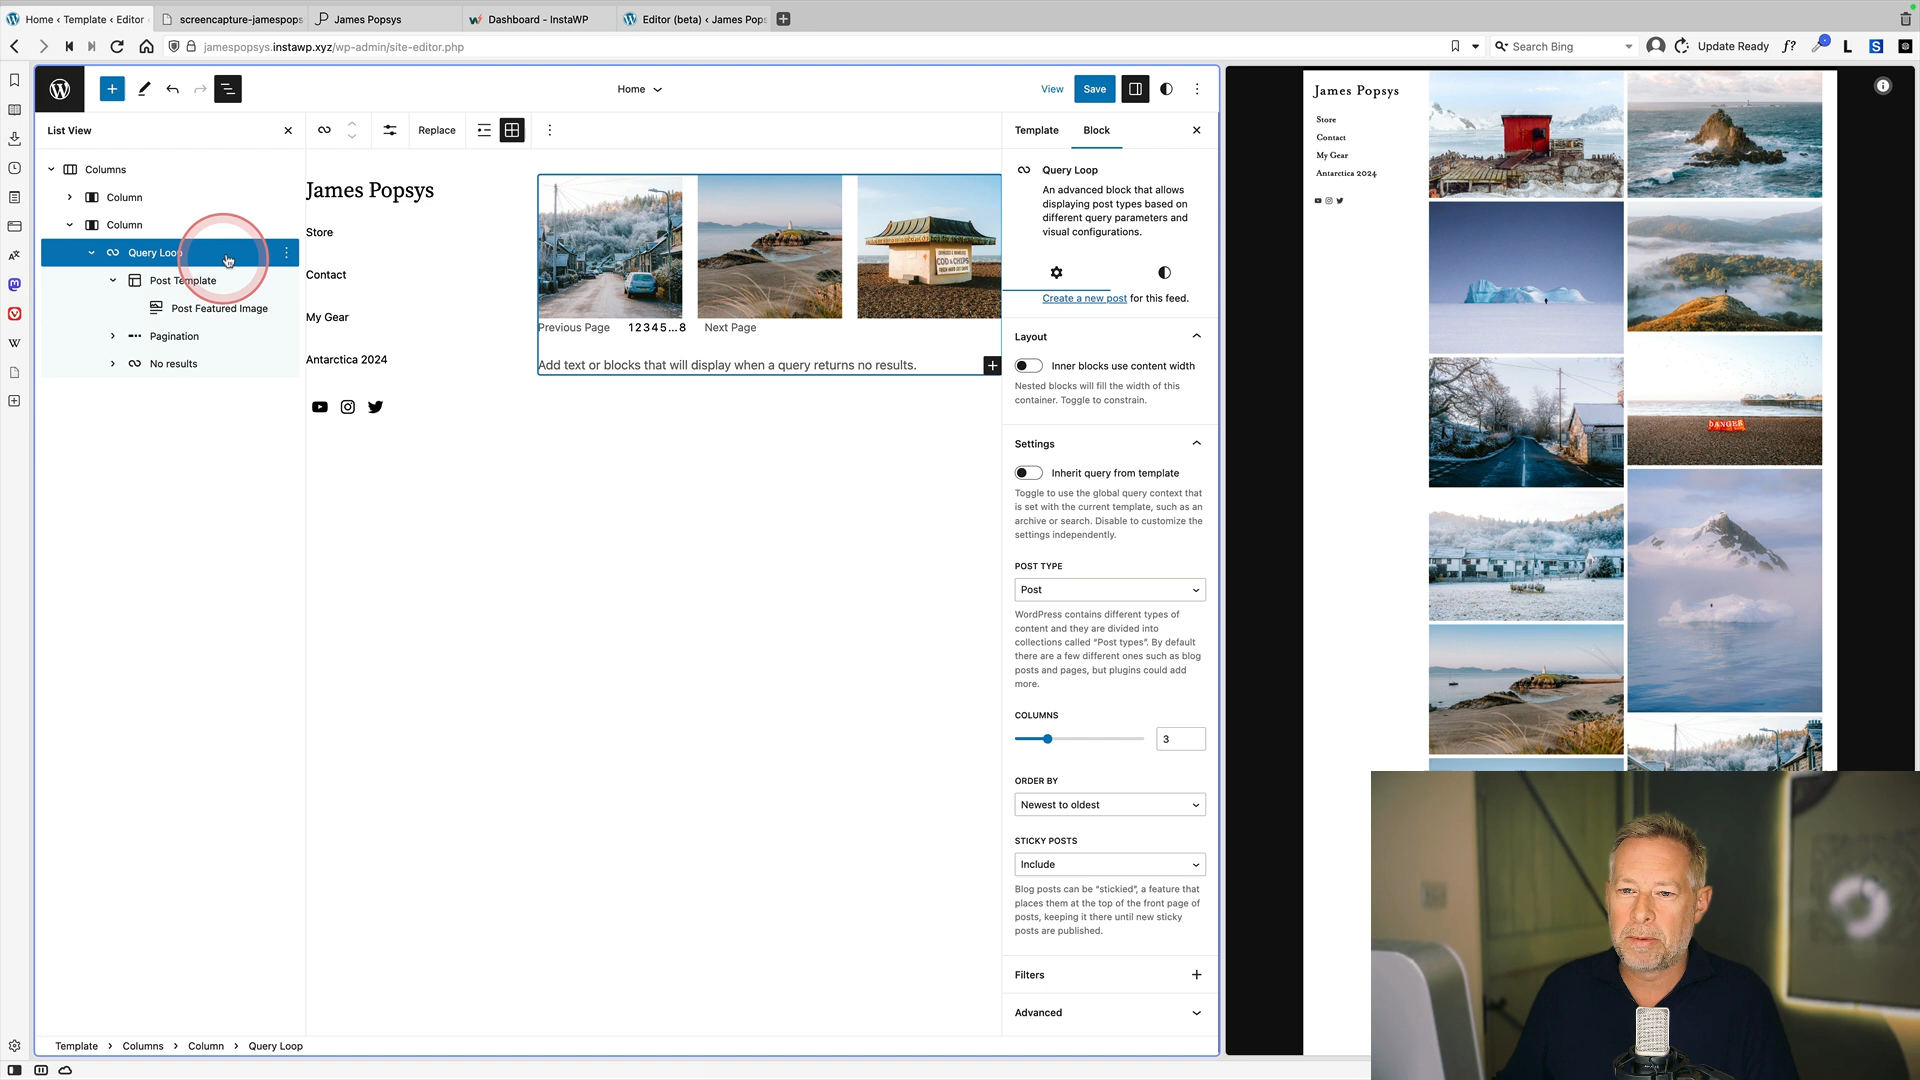 Home ‹ Template ‹ Editor
screencapture-jamespops
James Popsys
Dashboard - InstaWP
Editor (beta) ‹ James Pops
jamespopsys.instawp.xyz/wp-admin/site-editor.php
Search Bing
Update Ready
f?
L
S
Home
View
Save
List View
Replace
Template
Block
Columns
Column
Column
Query Loop
Post Template
Post Featured Image
Pagination
No results
James Popsys
Store
Contact
My Gear
Antarctica 2024
COD & CHIPS
Previous Page
12345…8
Next Page
Add text or blocks that will display when a query returns no results.
Query Loop
An advanced block that allows
displaying post types based on
different query parameters and
visual configurations.
Create a new post for this feed.
Layout
Inner blocks use content width
Nested blocks will fill the width of this
container. Toggle to constrain.
Settings
Inherit query from template
Toggle to use the global query context that
is set with the current template, such as an
archive or search. Disable to customize the
settings independently.
POST TYPE
Post
WordPress contains different types of
content and they are divided into
collections called “Post types”. By default
there are a few different ones such as blog
posts and pages, but plugins could add
more.
COLUMNS
3
ORDER BY
Newest to oldest
STICKY POSTS
Include
Blog posts can be “stickied”, a feature that
places them at the top of the front page of
posts, keeping it there until new sticky
posts are published.
Filters
Advanced
Template
Columns
Column
Query Loop
James Popsys
Store
Contact
My Gear
Antarctica 2024
DANGER